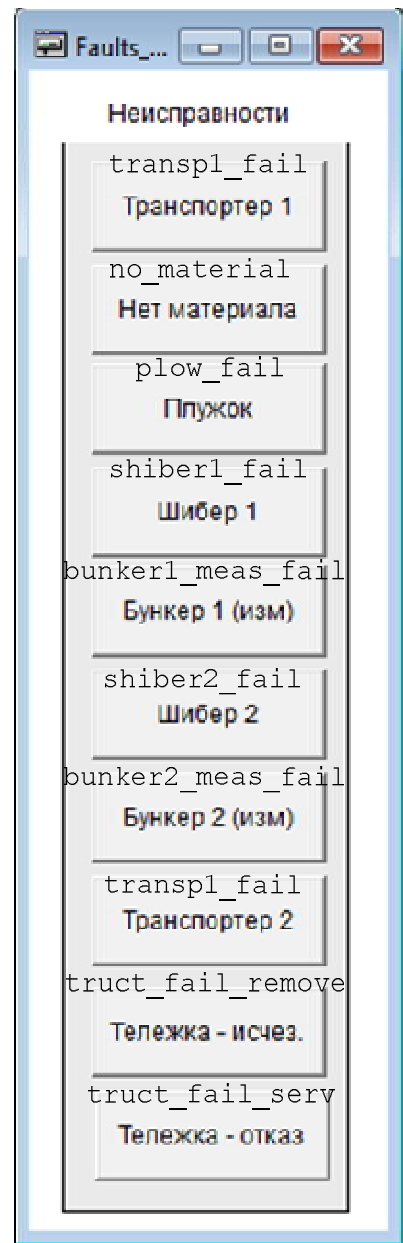 Faults_...
Неисправности
transp1_fail
Транспортер 1
no_material
Нет материала
plow_fail
Плужок
shiber1_fail
Шибер 1
bunker1_meas_fail
Бункер 1 (изм)
shiber2_fail
Шибер 2
bunker2_meas_fail
Бункер 2 (изм)
transp1_fail
Транспортер 2
truct_fail_remove
Тележка - исчез.
truct_fail_serv
Тележка - отказ